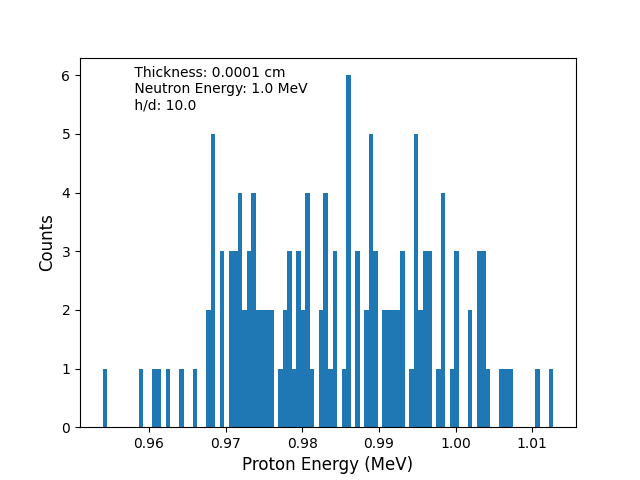 Thickness: 0.0001 cm
Neutron Energy: 1.0 MeV
h/d: 10.0
6
5
4
3
2
1
0
Counts
0.96 0.97 0.98 0.99 1.00 1.01
Proton Energy (MeV)